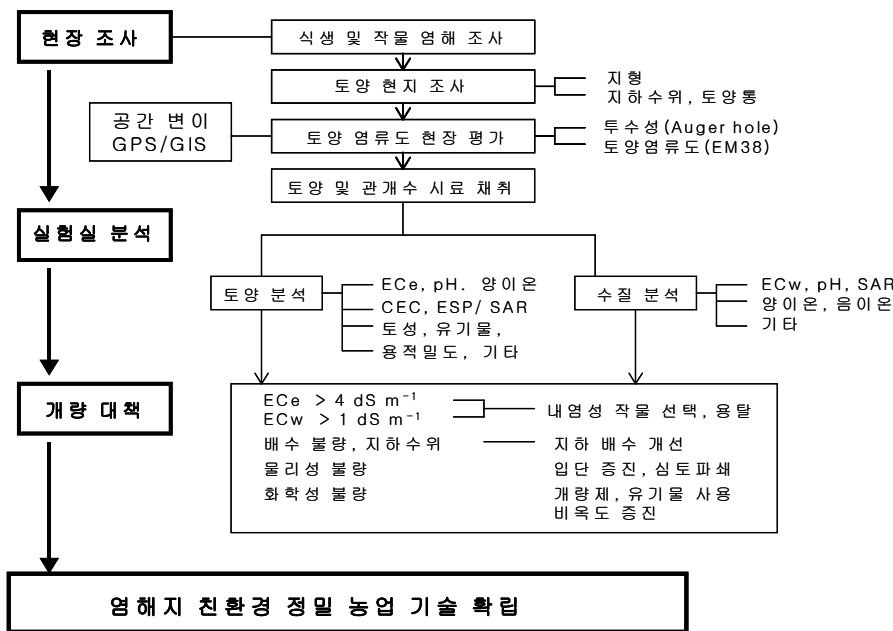 현장 조사
식생 및 작물 염해 조사
토양 현지 조사
지형
지하수위, 토양통
공간 변이
GPS/GIS
토양 염류도 현장 평가
투수성(Auger hole)
토양염류도(EM38)
토양 및 관개수 시료 채취
실험실 분석
토양 분석
ECe, pH. 양이온
CEC, ESP/ SAR
토성, 유기물,
용적밀도, 기타
수질 분석
ECw, pH, SAR
양이온, 음이온
기타
개량 대책
ECe > 4 dS m⁻¹
ECw > 1 dS m⁻¹
내염성 작물 선택, 용탈
배수 불량, 지하수위
지하 배수 개선
물리성 불량
입단 증진, 심토파쇄
화학성 불량
개량제, 유기물 사용
비옥도 증진
염해지 친환경 정밀 농업 기술 확립